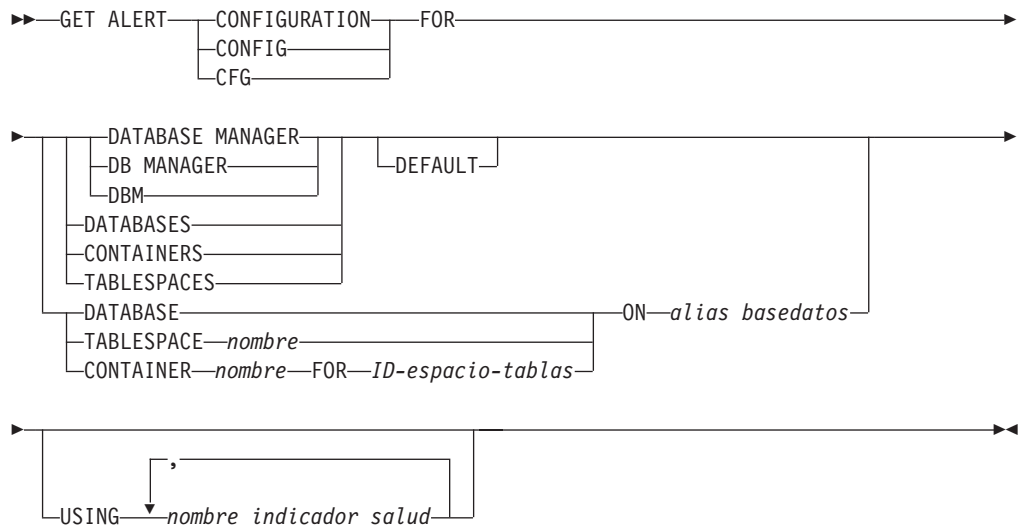 GET ALERT CONFIGURATION FOR
CONFIG
CFG
DATABASE MANAGER
DB MANAGER DEFAULT
DBM
DATABASES
CONTAINERS
TABLESPACES
DATABASE ON alias basedatos
TABLESPACE nombre
CONTAINER nombre FOR ID-espacio-tablas
,
USING nombre indicador salud